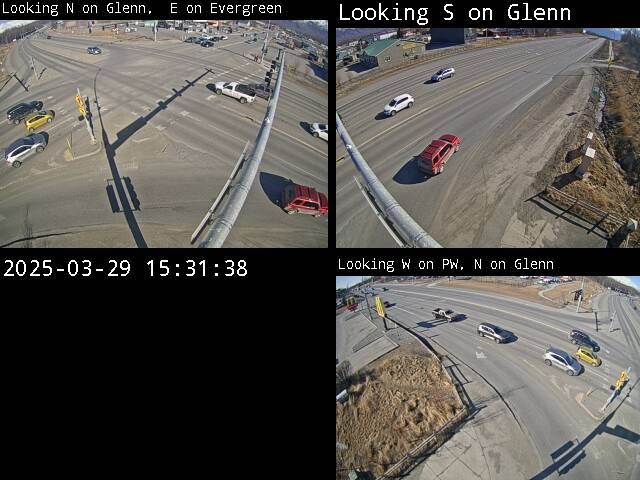 Looking N on Glenn, E on Evergreen
Looking S on Glenn
2025-03-29 15:31:38
Looking W on PW, N on Glenn